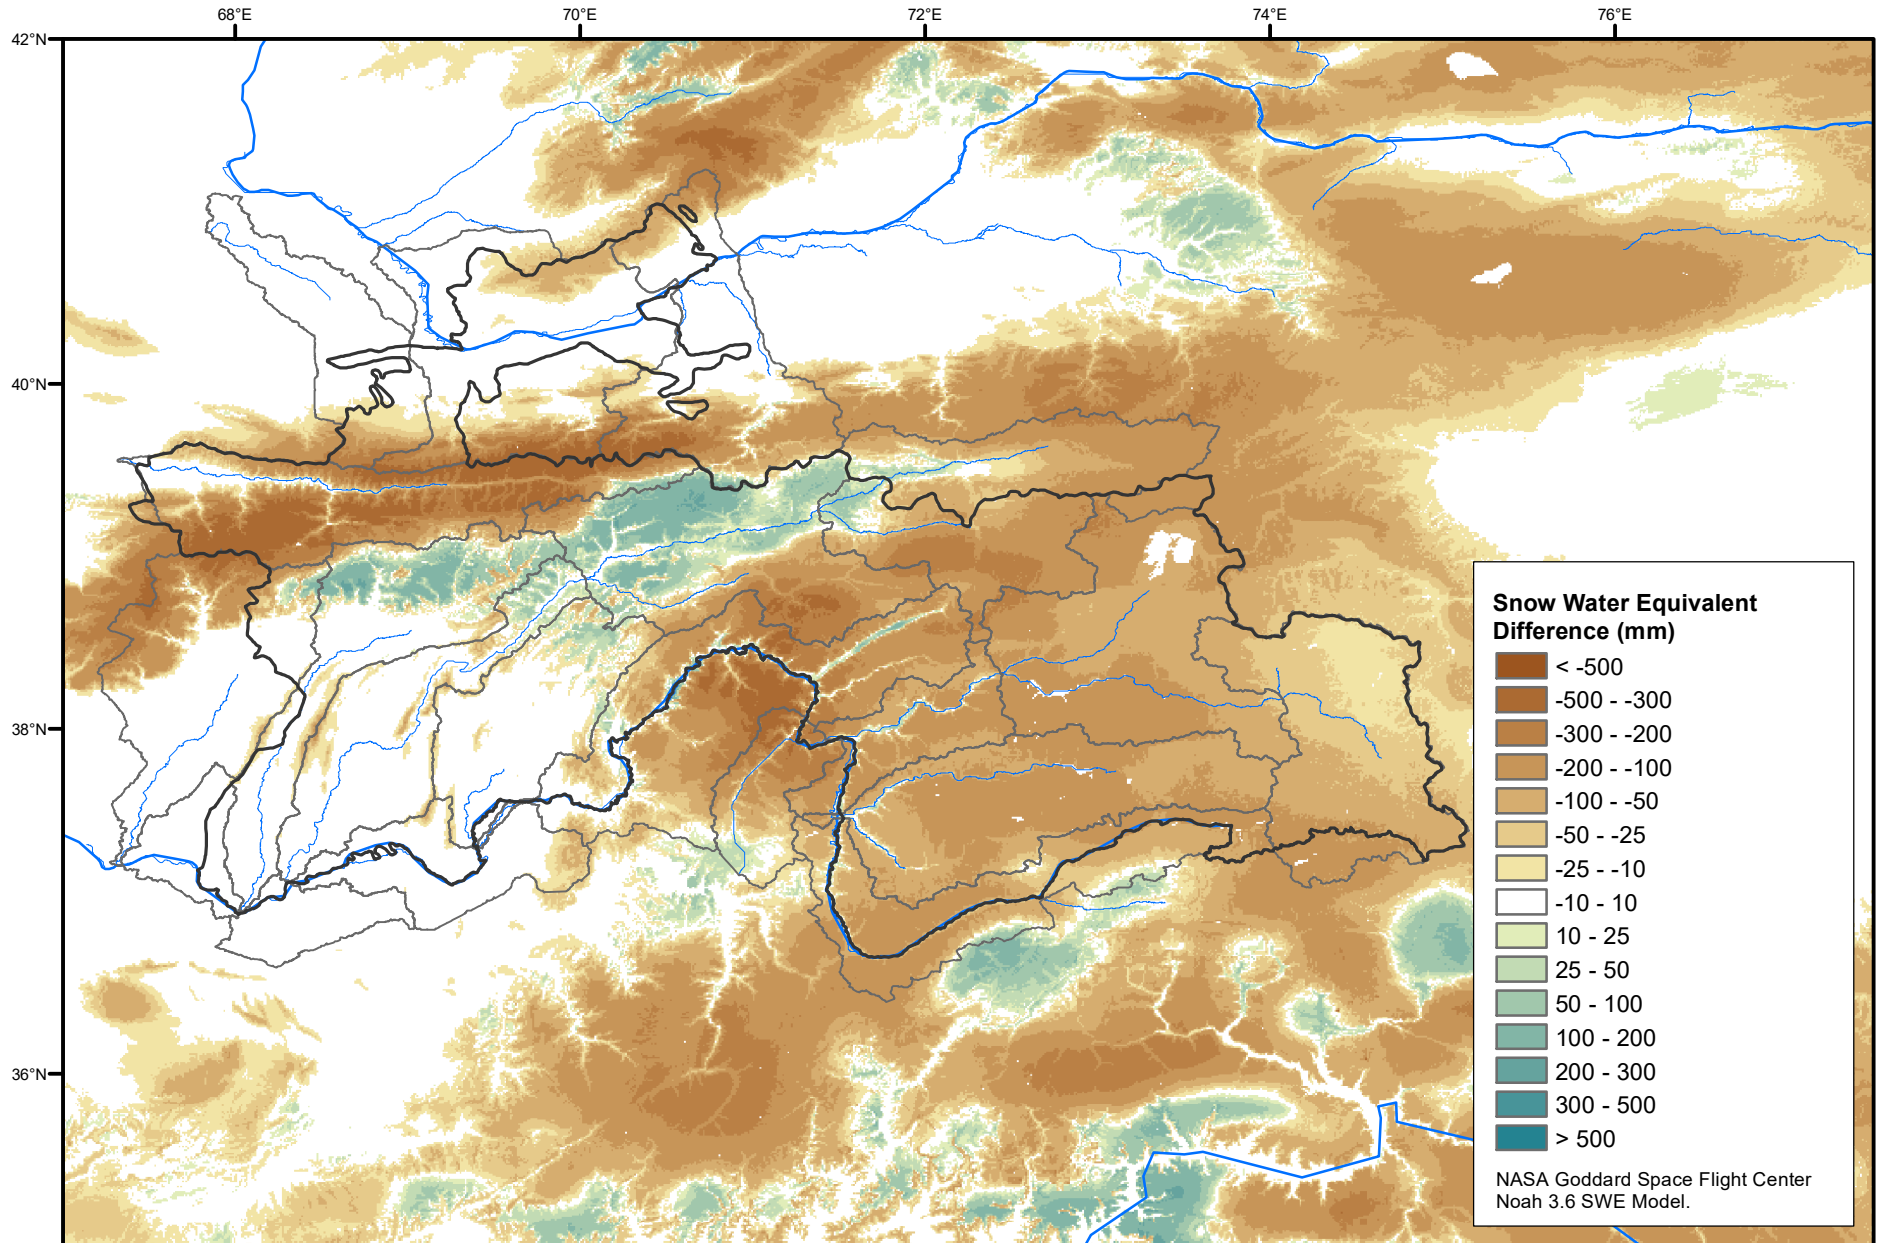 68°E
70°E
72°E
74°E
76°E
42°N
40°N
38°N
36°N
Snow Water Equivalent
Difference (mm)
< -500
-500 - -300
-300 - -200
-200 - -100
-100 - -50
-50 - -25
-25 - -10
-10 - 10
10 - 25
25 - 50
50 - 100
100 - 200
200 - 300
300 - 500
> 500
NASA Goddard Space Flight Center
Noah 3.6 SWE Model.